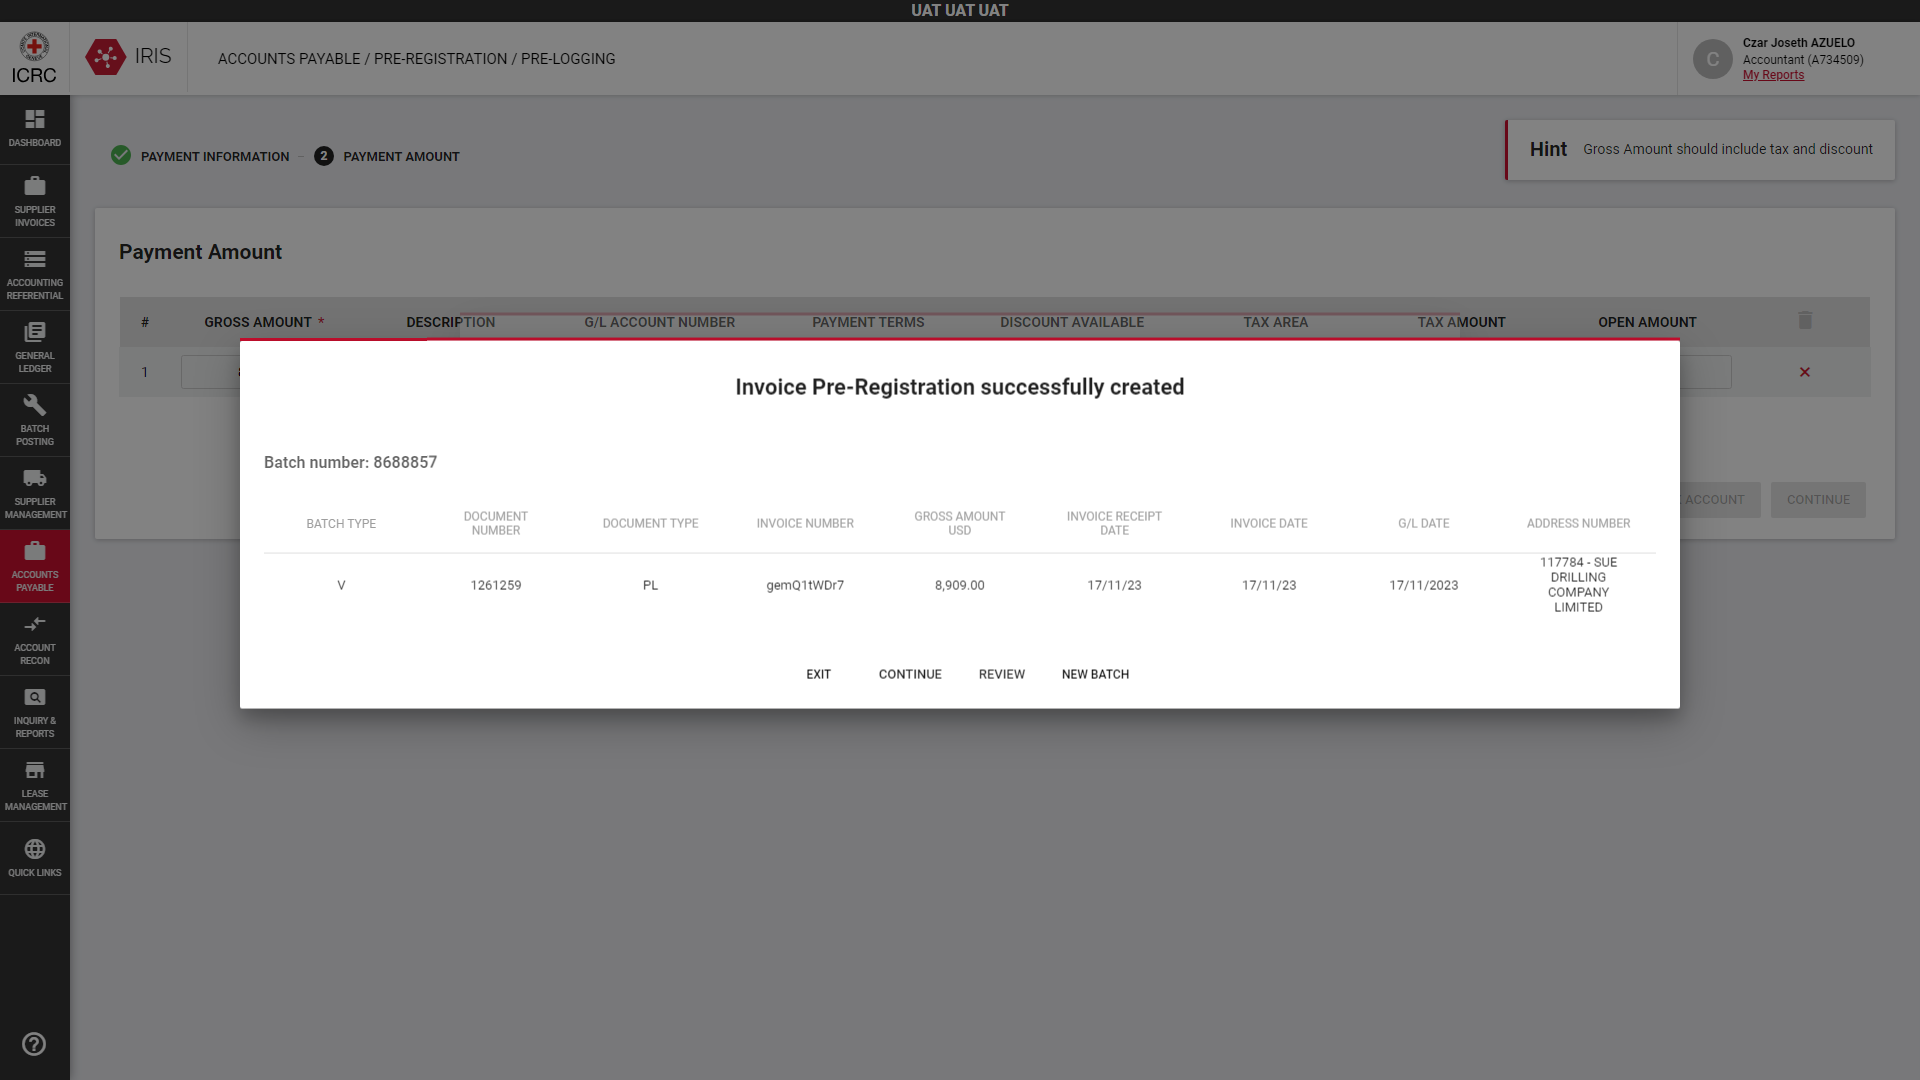 UAT UAT UAT
ICRC
IRIS
ACCOUNTS PAYABLE / PRE-REGISTRATION / PRE-LOGGING
C
Czar Joseth AZUELO
Accountant (A734509)
My Reports
DASHBOARD
SUPPLIER
INVOICES
ACCOUNTING
REFERENTIAL
GENERAL
LEDGER
BATCH
POSTING
SUPPLIER
MANAGEMENT
ACCOUNTS
PAYABLE
ACCOUNT
RECON
INQUIRY &
REPORTS
LEASE
MANAGEMENT
QUICK LINKS
PAYMENT INFORMATION
2 PAYMENT AMOUNT
Hint Gross Amount should include tax and discount
Payment Amount
# GROSS AMOUNT * DESCRIPTION G/L ACCOUNT NUMBER PAYMENT TERMS DISCOUNT AVAILABLE TAX AREA TAX AMOUNT OPEN AMOUNT
1
ACCOUNT CONTINUE
Invoice Pre-Registration successfully created
Batch number: 8688857
BATCH TYPE
DOCUMENT
NUMBER
DOCUMENT TYPE
INVOICE NUMBER
GROSS AMOUNT
USD
INVOICE RECEIPT
DATE
INVOICE DATE
G/L DATE
ADDRESS NUMBER
V
1261259
PL
gemQ1tWDr7
8,909.00
17/11/23
17/11/23
17/11/2023
117784 - SUE
DRILLING
COMPANY
LIMITED
EXIT CONTINUE REVIEW NEW BATCH